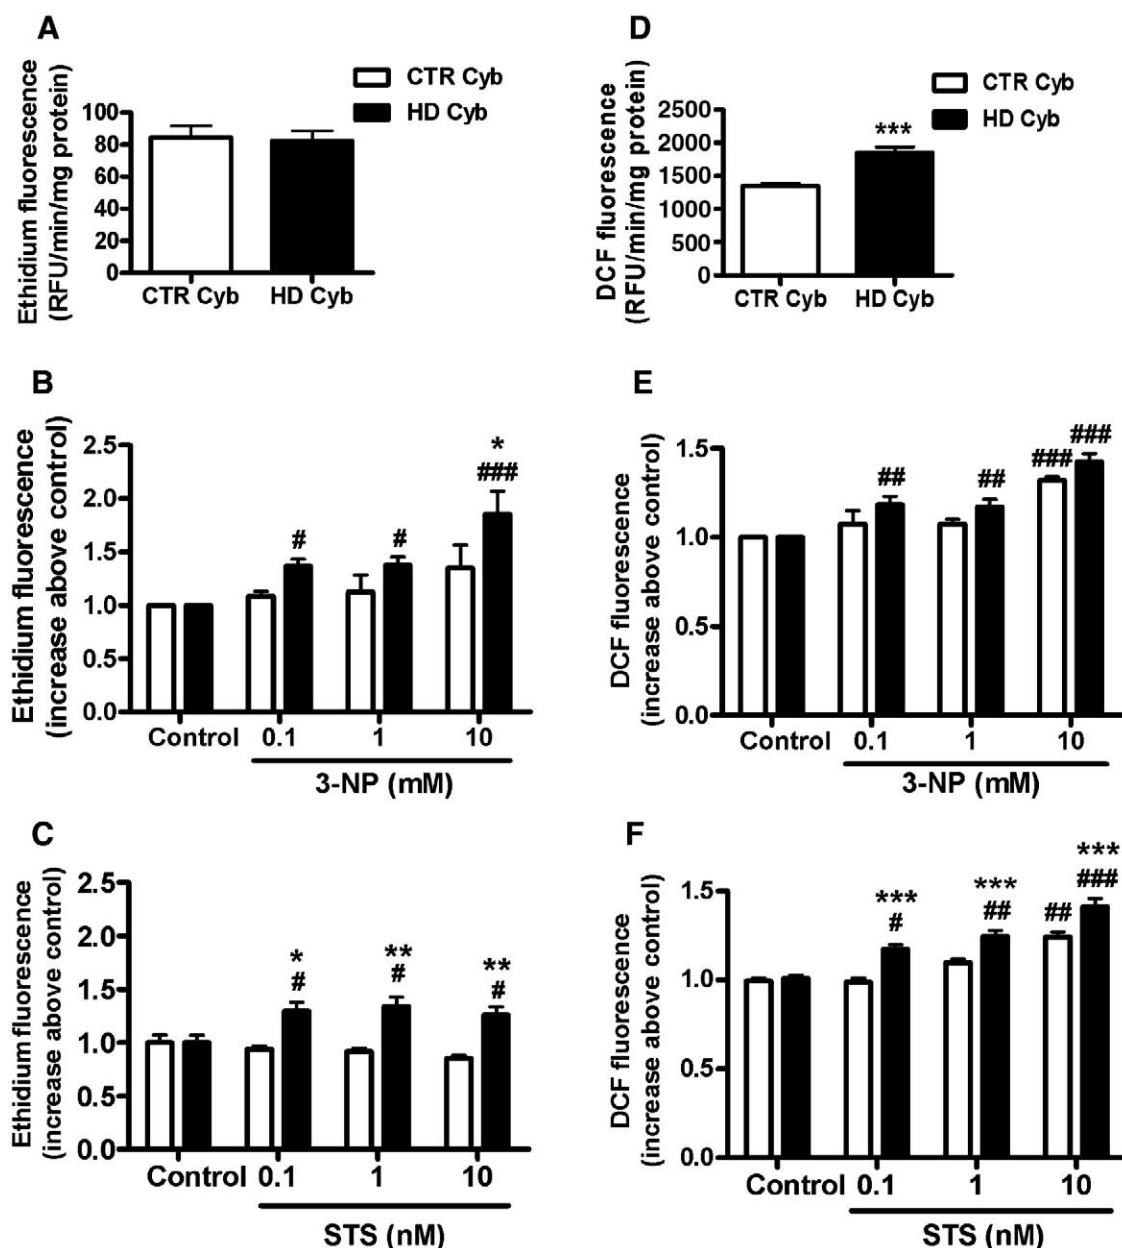 A
CTR Cyb
HD Cyb
Ethidium fluorescence
(RFU/min/mg protein)
100
80
60
40
20
0
CTR Cyb HD Cyb
D
CTR Cyb
HD Cyb
DCF fluorescence
(RFU/min/mg protein)
2500
2000
1500
1000
500
0
***
CTR Cyb HD Cyb
B
Ethidium fluorescence
(increase above control)
2.5
2.0
1.5
1.0
0.5
0.0
*
# # ###
Control 0.1 1 10
3-NP (mM)
E
DCF fluorescence
(increase above control)
1.5
1.0
0.5
0.0
## ## ### ###
Control 0.1 1 10
3-NP (mM)
C
Ethidium fluorescence
(increase above control)
2.5
2.0
1.5
1.0
0.5
0.0
* ** **
# # #
Control 0.1 1 10
STS (nM)
F
DCF fluorescence
(increase above control)
1.5
1.0
0.5
0.0
*** *** ***
# ## ## ###
Control 0.1 1 10
STS (nM)